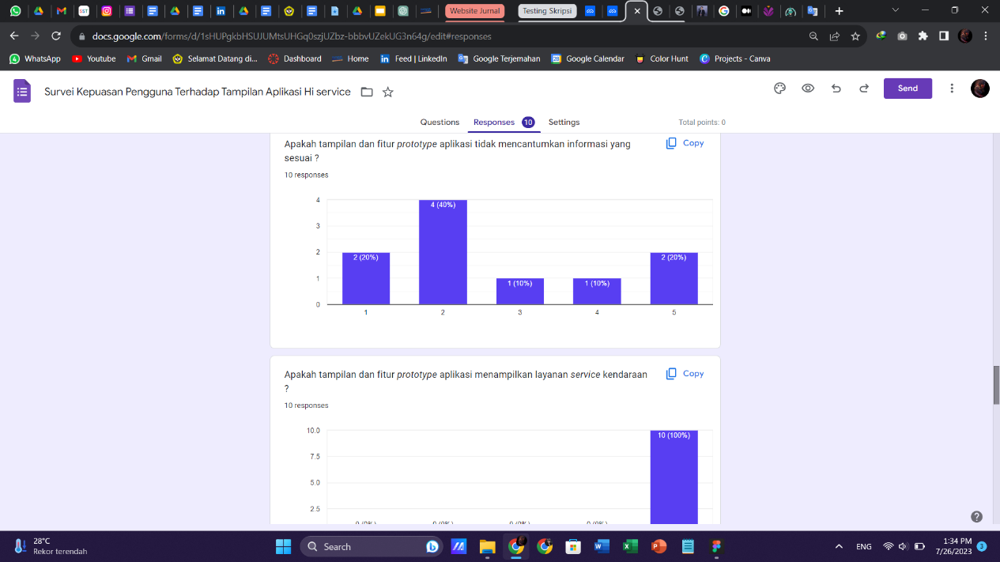 SST
Website Jurnal
Testing Skripsi
docs.google.com/forms/d/1sHUPgkbHSUJUMtsUHGq0szjUZbz-bbbvUZekUG3n64g/edit#responses
WhatsApp Youtube Gmail Selamat Datang di... Dashboard Home Feed | LinkedIn Google Terjemahan Google Calendar Color Hunt Projects - Canva
Survei Kepuasan Pengguna Terhadap Tampilan Aplikasi Hi service
Send
Questions Responses 10 Settings
Total points: 0
Apakah tampilan dan fitur prototype aplikasi tidak mencantumkan informasi yang
sesuai ?
Copy
10 responses
4
3
2
1
0
2 (20%)
4 (40%)
1 (10%)
1 (10%)
2 (20%)
1 2 3 4 5
Apakah tampilan dan fitur prototype aplikasi menampilkan layanan service kendaraan
?
Copy
10 responses
10.0
7.5
5.0
2.5
10 (100%)
28°C
Rekor terendah
Search
ENG
1:34 PM
7/26/2023
3